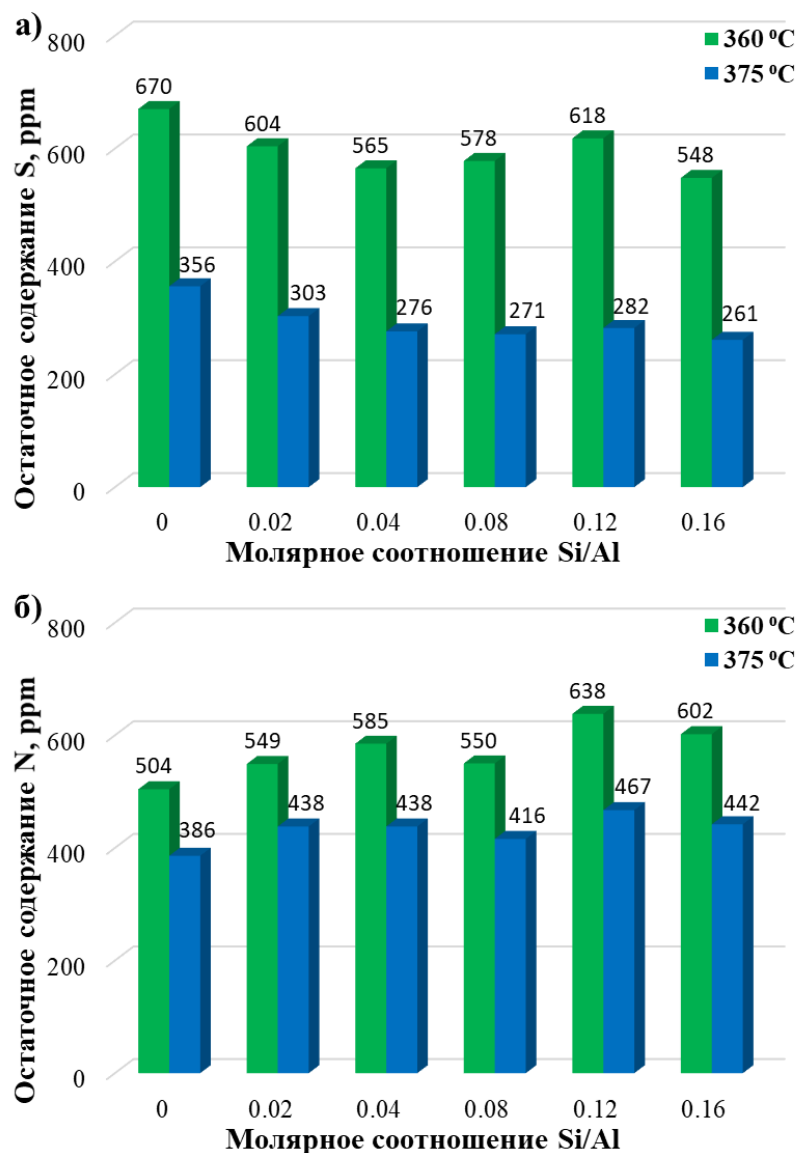 а)
800
600
400
200
0
Остаточное содержание S, ppm
360 ⁰C
375 ⁰C
670
604
565
578
618
548
356
303
276
271
282
261
0 0.02 0.04 0.08 0.12 0.16
Молярное соотношение Si/Al
б)
800
600
400
200
0
Остаточное содержание N, ppm
360 ⁰C
375 ⁰C
504
549
585
550
638
602
386
438
438
416
467
442
0 0.02 0.04 0.08 0.12 0.16
Молярное соотношение Si/Al